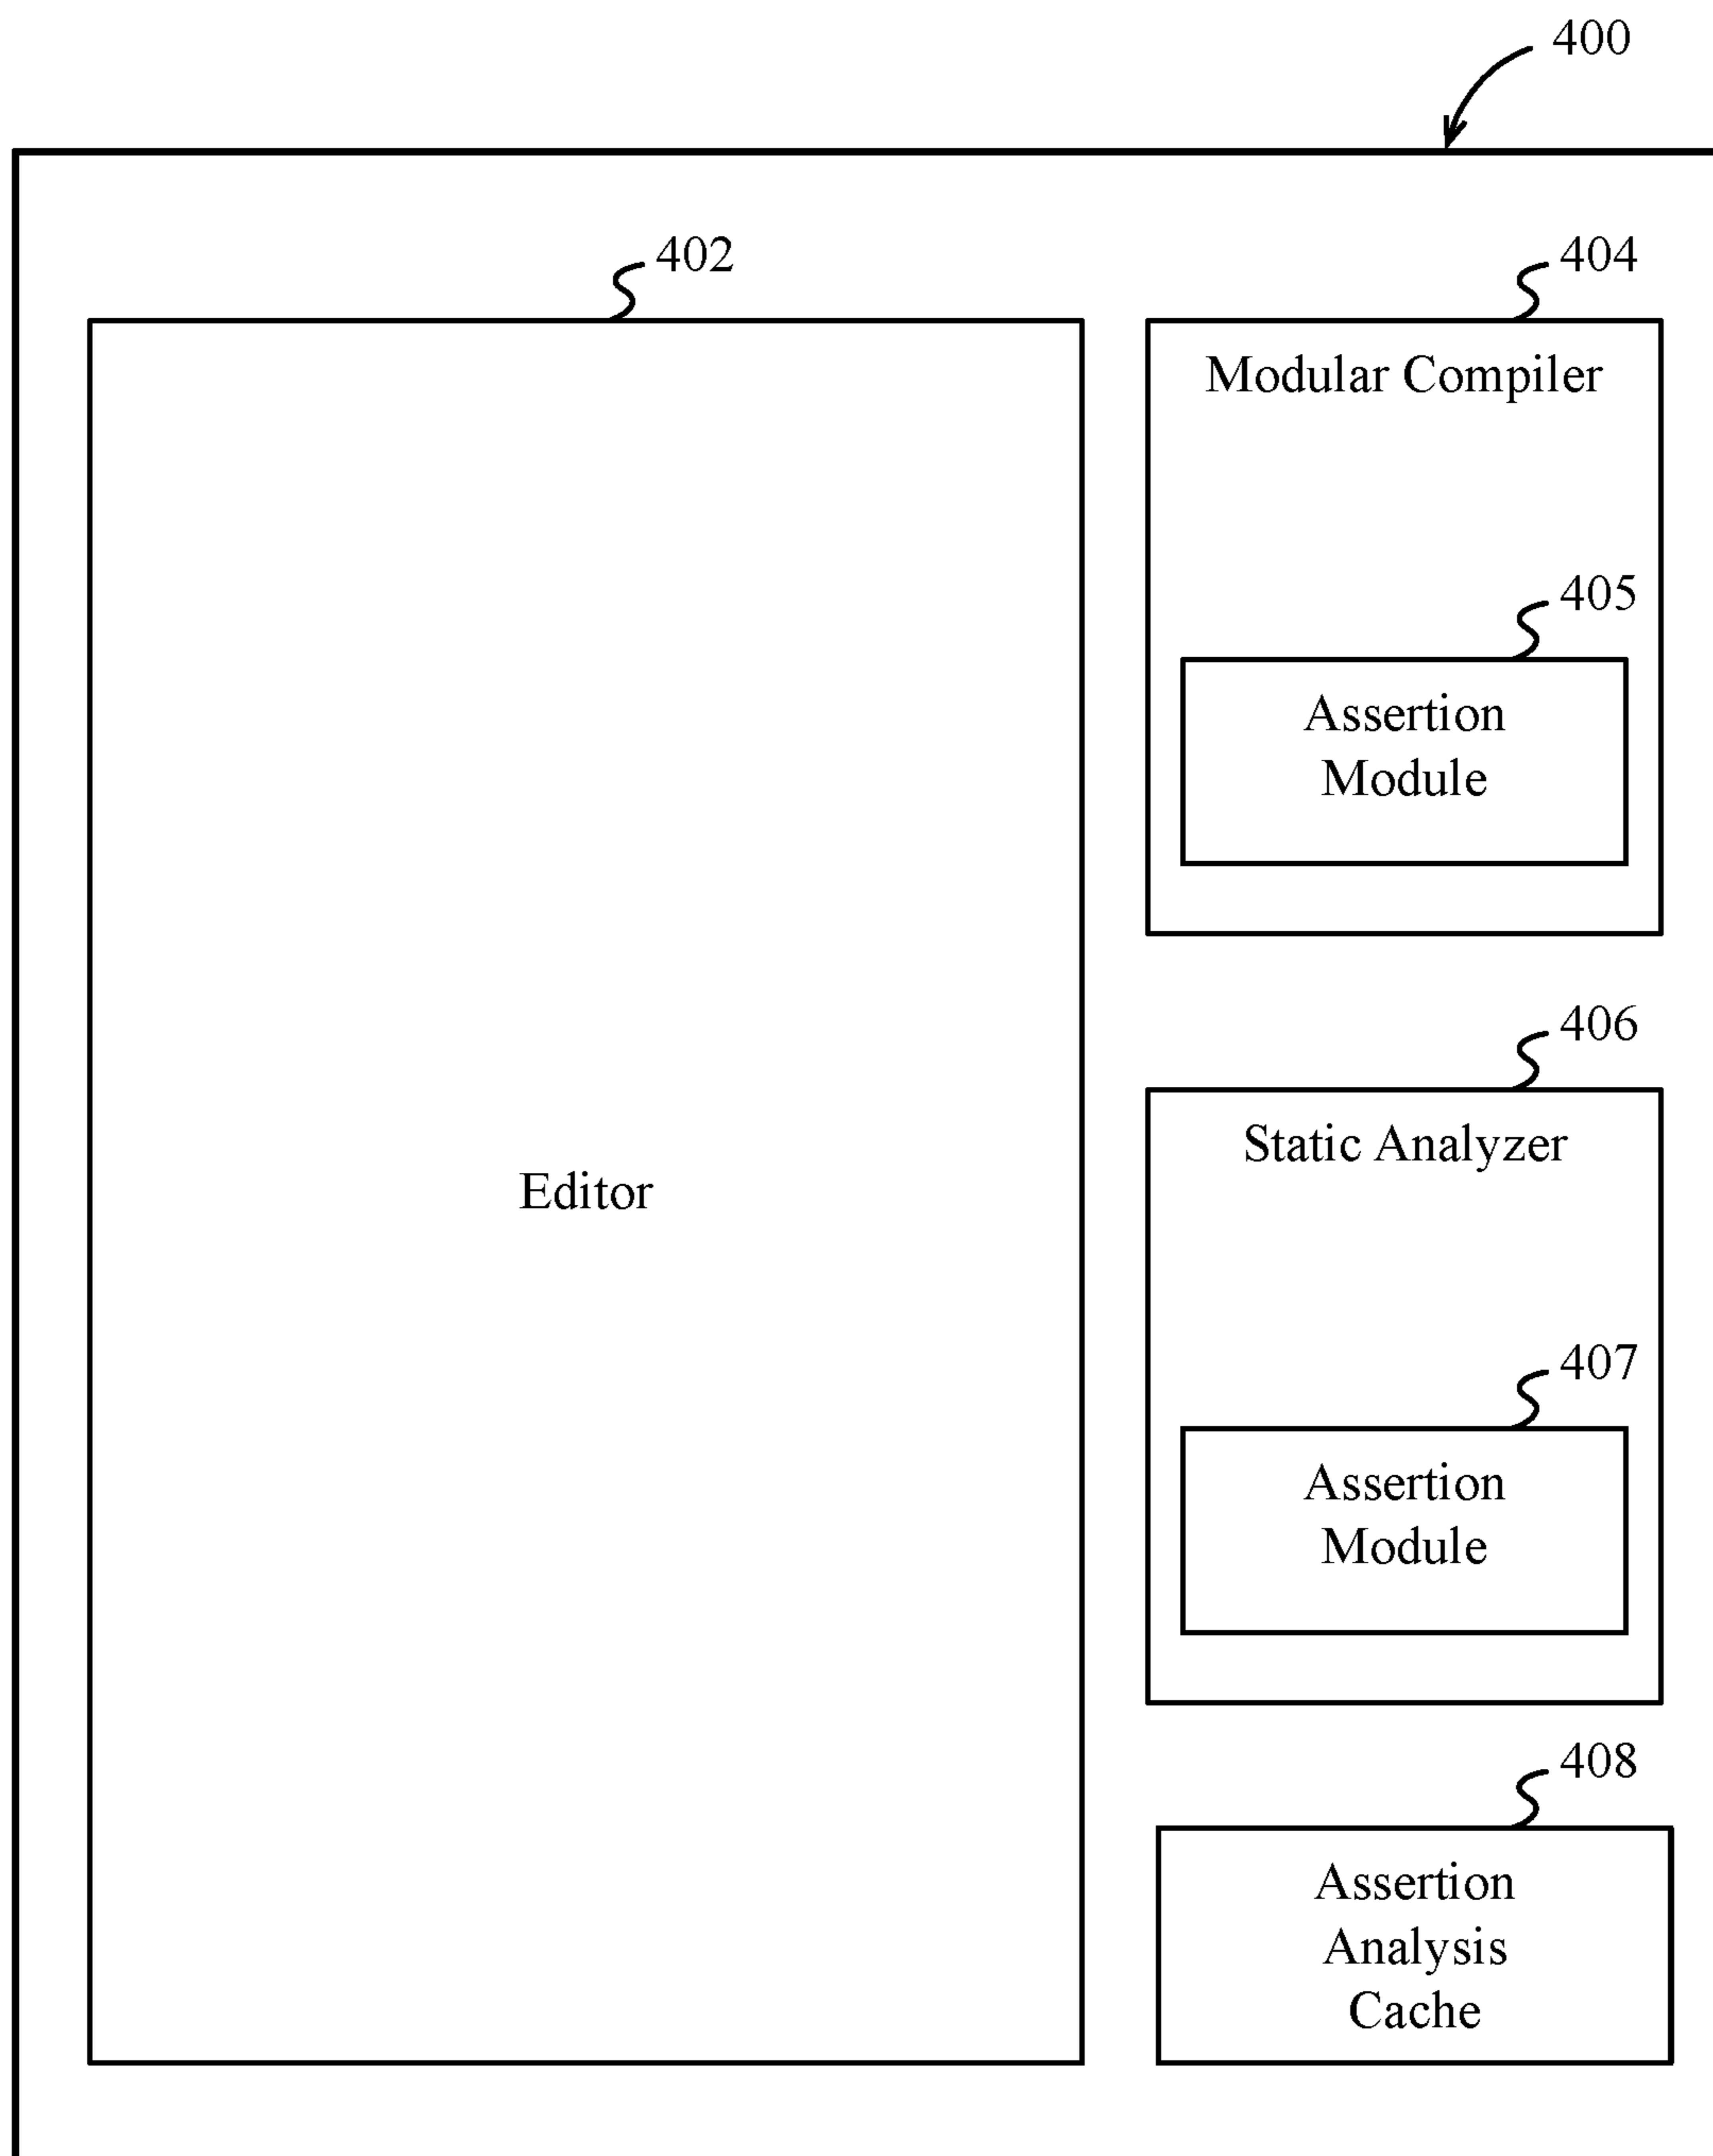 400
402
404
Modular Compiler
405
Assertion
Module
406
Static Analyzer
Editor
407
Assertion
Module
408
Assertion
Analysis
Cache